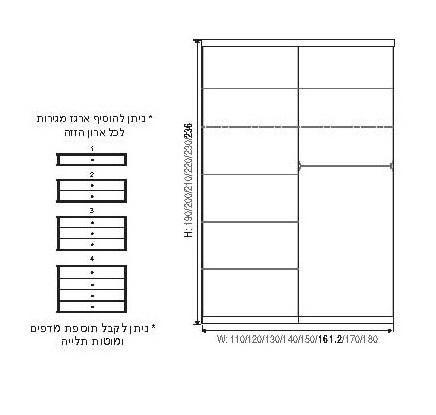 * ניתן להוסיף ארגז מגירות
לכל ארון הזזה
1
2
3
4
* ניתן לקבל תוספת מדפים
ומוטות תלייה
H: 190/200/210/220/230/236
W: 110/120/130/140/150/161.2/170/180